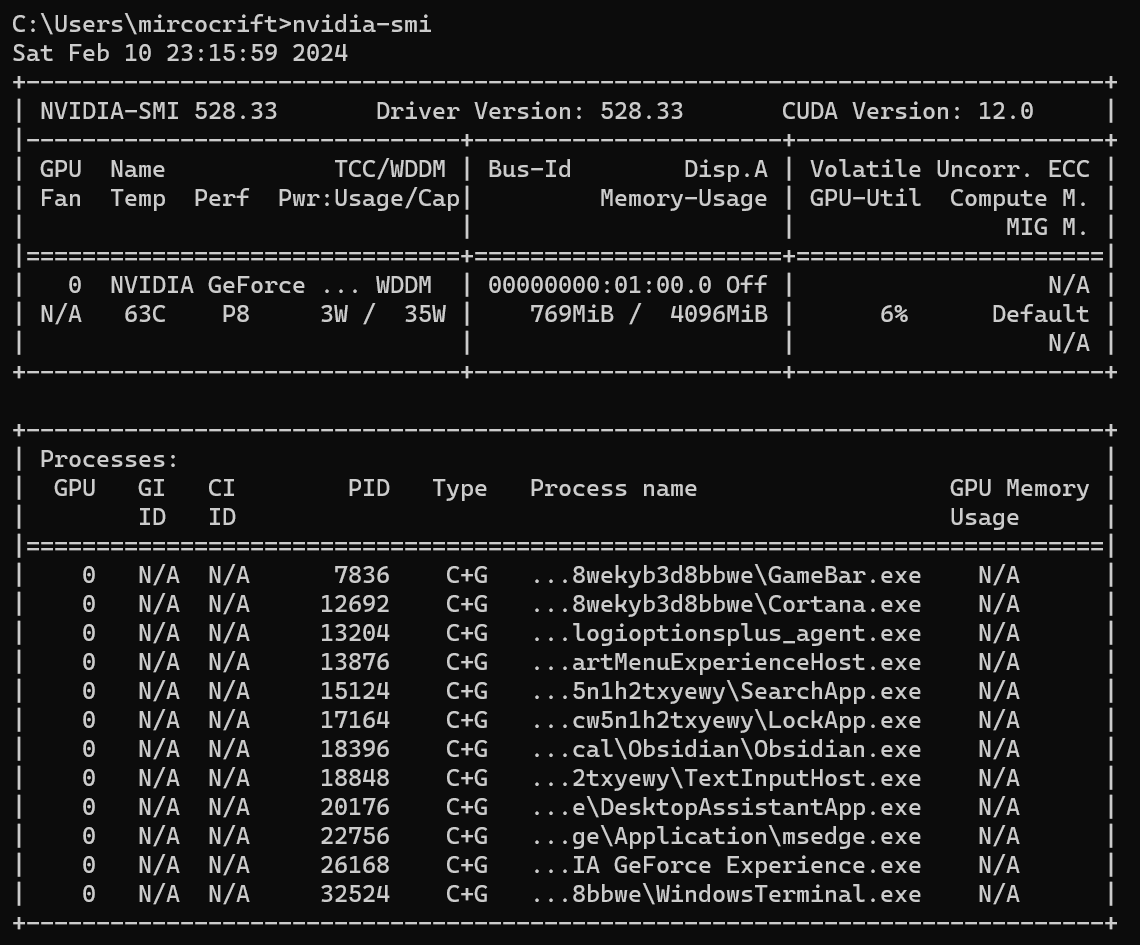 C:\Users\mircocrift>nvidia-smi
Sat Feb 10 23:15:59 2024
+-----------------------------------------------------------------------------+
| NVIDIA-SMI 528.33       Driver Version: 528.33       CUDA Version: 12.0     |
|-------------------------------+----------------------+----------------------+
| GPU  Name            TCC/WDDM | Bus-Id        Disp.A | Volatile Uncorr. ECC |
| Fan  Temp  Perf  Pwr:Usage/Cap|         Memory-Usage | GPU-Util  Compute M. |
|                               |                      |               MIG M. |
|===============================+======================+======================|
|   0  NVIDIA GeForce ... WDDM  | 00000000:01:00.0 Off |                  N/A |
| N/A   63C    P8     3W /  35W |    769MiB /  4096MiB |      6%      Default |
|                               |                      |                  N/A |
+-------------------------------+----------------------+----------------------+

+-----------------------------------------------------------------------------+
| Processes:                                                                  |
|  GPU   GI   CI        PID   Type   Process name                  GPU Memory |
|        ID   ID                                                   Usage      |
|=============================================================================|
|    0   N/A  N/A      7836    C+G   ...8wekyb3d8bbwe\GameBar.exe    N/A      |
|    0   N/A  N/A     12692    C+G   ...8wekyb3d8bbwe\Cortana.exe    N/A      |
|    0   N/A  N/A     13204    C+G   ...logioptionsplus_agent.exe    N/A      |
|    0   N/A  N/A     13876    C+G   ...artMenuExperienceHost.exe    N/A      |
|    0   N/A  N/A     15124    C+G   ...5n1h2txyewy\SearchApp.exe    N/A      |
|    0   N/A  N/A     17164    C+G   ...cw5n1h2txyewy\LockApp.exe    N/A      |
|    0   N/A  N/A     18396    C+G   ...cal\Obsidian\Obsidian.exe    N/A      |
|    0   N/A  N/A     18848    C+G   ...2txyewy\TextInputHost.exe    N/A      |
|    0   N/A  N/A     20176    C+G   ...e\DesktopAssistantApp.exe    N/A      |
|    0   N/A  N/A     22756    C+G   ...ge\Application\msedge.exe    N/A      |
|    0   N/A  N/A     26168    C+G   ...IA GeForce Experience.exe    N/A      |
|    0   N/A  N/A     32524    C+G   ...8bbwe\WindowsTerminal.exe    N/A      |
+-----------------------------------------------------------------------------+